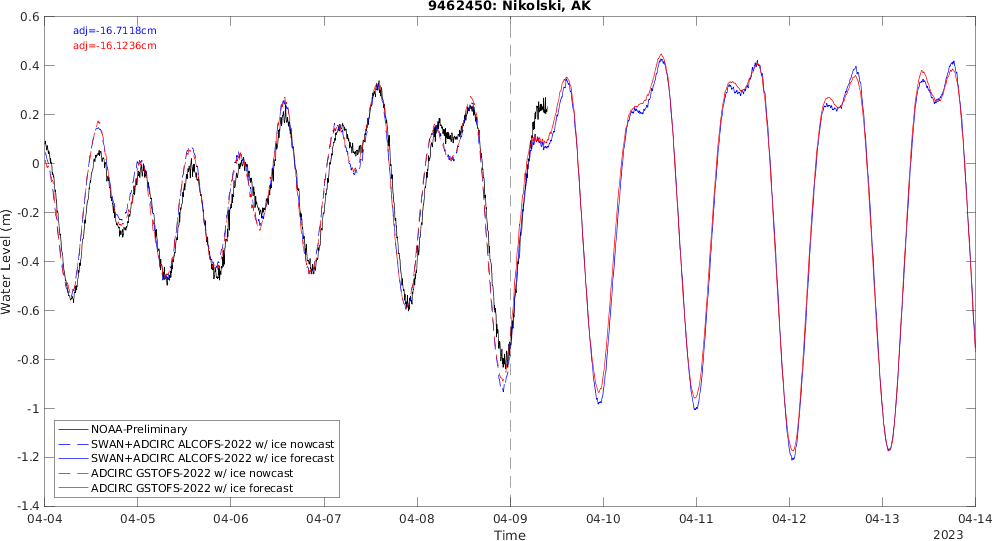 9462450: Nikolski, AK
adj=-16.7118cm
adj=-16.1236cm
Water Level (m)
0.6
0.4
0.2
0
-0.2
-0.4
-0.6
-0.8
-1
-1.2
-1.4
NOAA-Preliminary
SWAN+ADCIRC ALCOFS-2022 w/ ice nowcast
SWAN+ADCIRC ALCOFS-2022 w/ ice forecast
ADCIRC GSTOFS-2022 w/ ice nowcast
ADCIRC GSTOFS-2022 w/ ice forecast
04-04 04-05 04-06 04-07 04-08 04-09 04-10 04-11 04-12 04-13 04-14
Time
2023